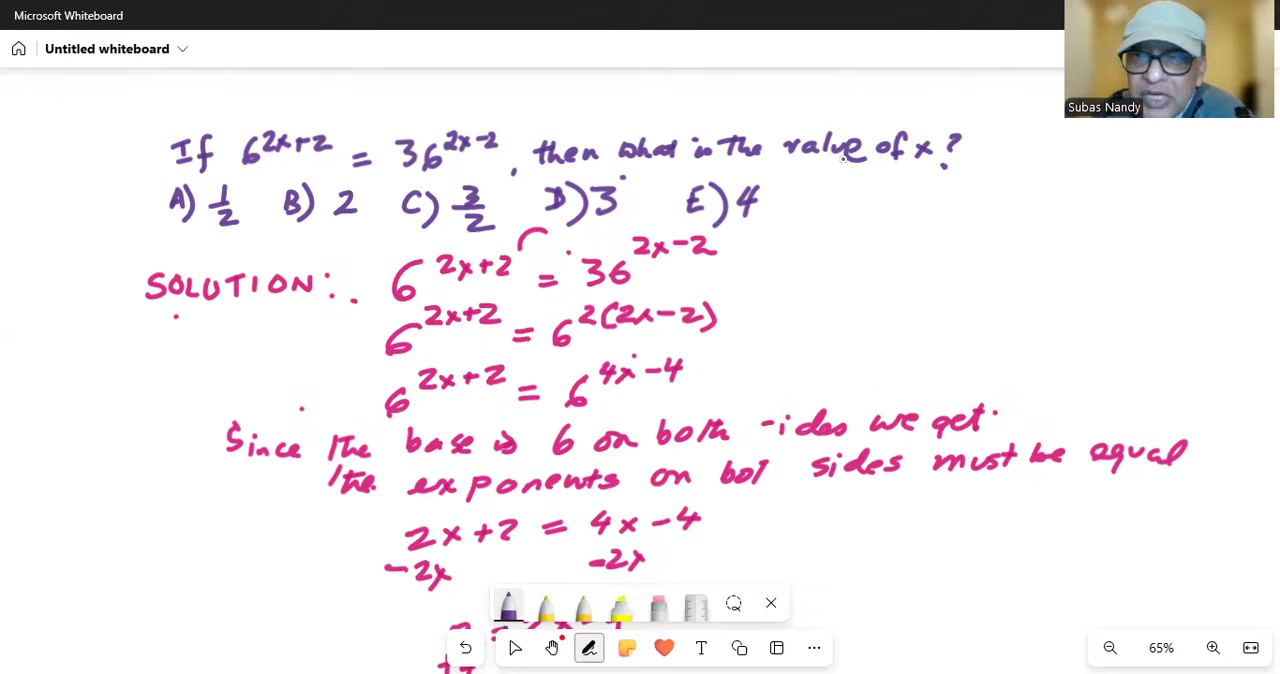 Microsoft Whiteboard
Untitled whiteboard
Subas Nandy
If 6^{2x+2} = 36^{2x-2}, then what is the value of x?
A) 1/2 B) 2 C) 3/2 D) 3 E) 4
SOLUTION: 6^{2x+2} = 36^{2x-2}
6^{2x+2} = 6^{2(2x-2)}
6^{2x+2} = 6^{4x-4}
Since the base is 6 on both -ides we get
the exponents on bot sides must be equal
2x+2 = 4x-4
-2x -2x
65%